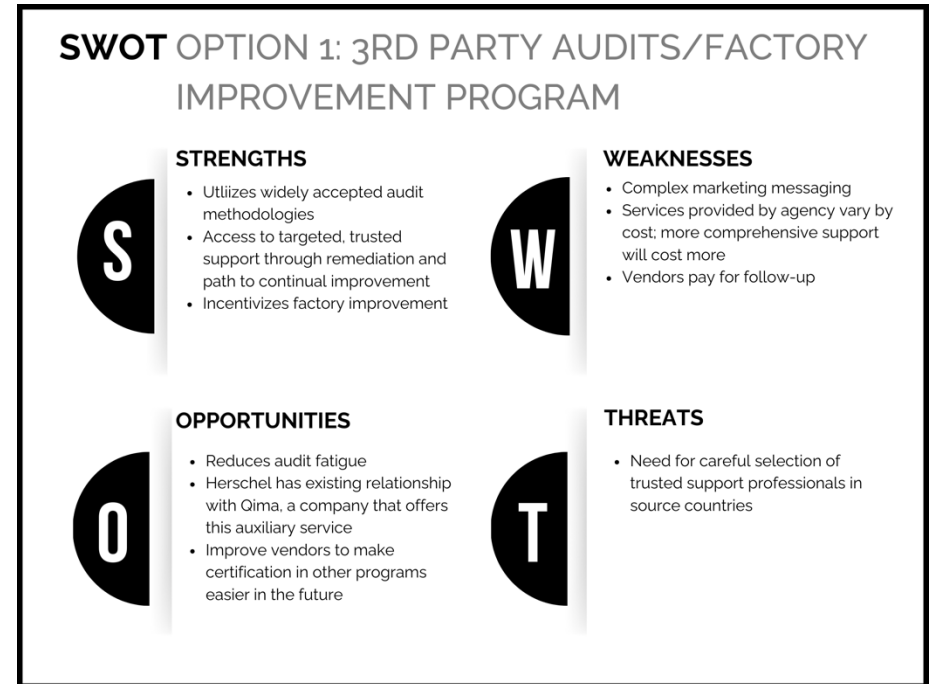 SWOT OPTION 1: 3RD PARTY AUDITS/FACTORY
IMPROVEMENT PROGRAM
S
STRENGTHS
• Utliizes widely accepted audit
methodologies
• Access to targeted, trusted
support through remediation and
path to continual improvement
• Incentivizes factory improvement
W
WEAKNESSES
• Complex marketing messaging
• Services provided by agency vary by
cost; more comprehensive support
will cost more
• Vendors pay for follow-up
O
OPPORTUNITIES
• Reduces audit fatigue
• Herschel has existing relationship
with Qima, a company that offers
this auxiliary service
• Improve vendors to make
certification in other programs
easier in the future
T
THREATS
• Need for careful selection of
trusted support professionals in
source countries